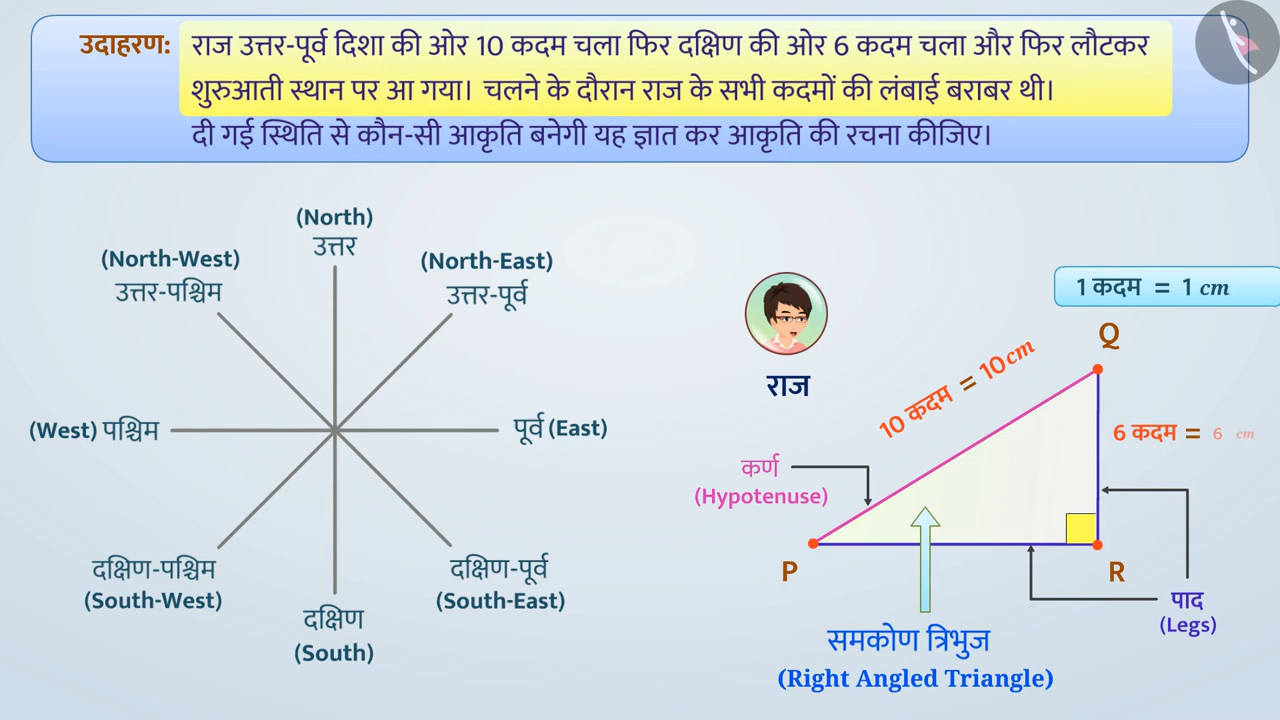 उदाहरण: राज उत्तर-पूर्व दिशा की ओर 10 कदम चला फिर दक्षिण की ओर 6 कदम चला और फिर लौटकर
शुरुआती स्थान पर आ गया। चलने के दौरान राज के सभी कदमों की लंबाई बराबर थी।
दी गई स्थिति से कौन-सी आकृति बनेगी यह ज्ञात कर आकृति की रचना कीजिए।
(North)
उत्तर
(North-West)
उत्तर-पश्चिम
(North-East)
उत्तर-पूर्व
(West) पश्चिम
पूर्व (East)
दक्षिण-पश्चिम
(South-West)
दक्षिण-पूर्व
(South-East)
दक्षिण
(South)
राज
1 कदम = 1 cm
Q
10 कदम = 10 cm
6 कदम = 6 cm
कर्ण
(Hypotenuse)
P
R
पाद
(Legs)
समकोण त्रिभुज
(Right Angled Triangle)